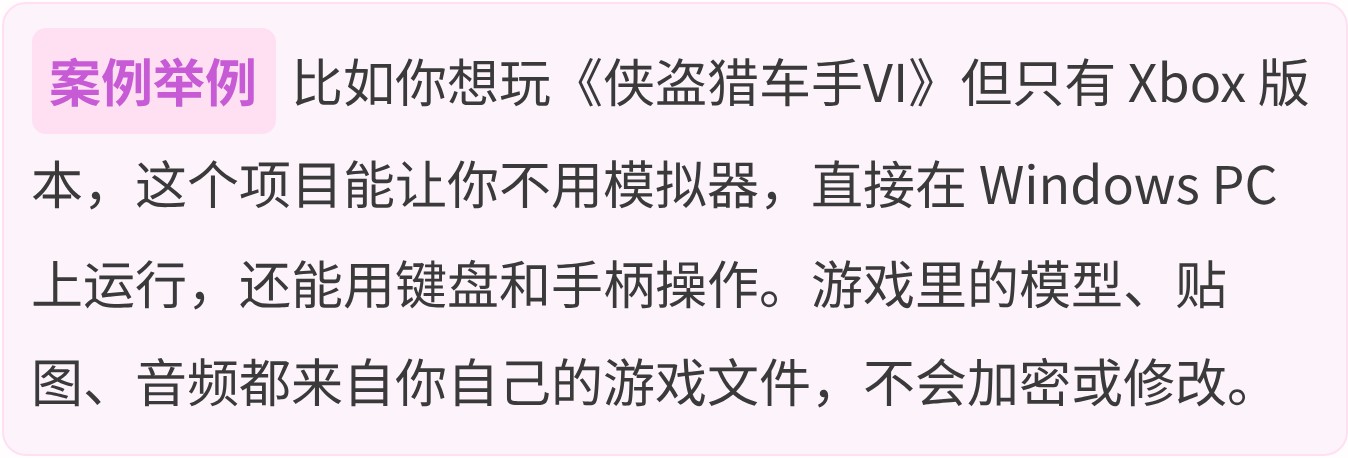 案例举例 比如你想玩《侠盗猎车手VI》但只有 Xbox 版
本，这个项目能让你不用模拟器，直接在 Windows PC
上运行，还能用键盘和手柄操作。游戏里的模型、贴
图、音频都来自你自己的游戏文件，不会加密或修改。